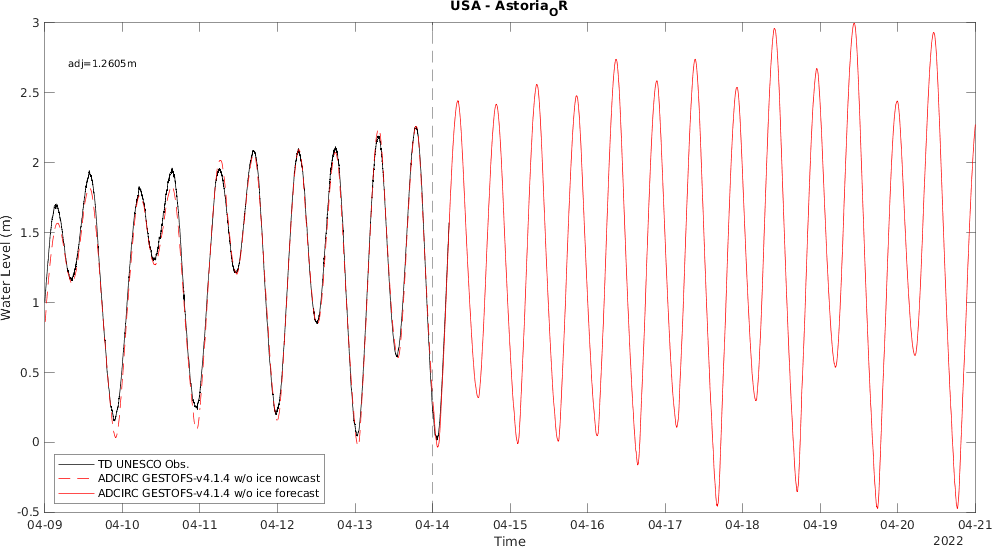 USA - AstoriaOR
adj=1.2605m
3
2.5
2
1.5
1
0.5
0
-0.5
Water Level (m)
TD UNESCO Obs.
ADCIRC GESTOFS-v4.1.4 w/o ice nowcast
ADCIRC GESTOFS-v4.1.4 w/o ice forecast
04-09 04-10 04-11 04-12 04-13 04-14 04-15 04-16 04-17 04-18 04-19 04-20 04-21
Time
2022